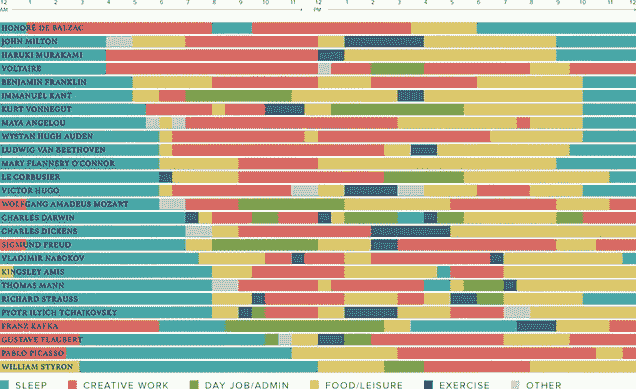 12 1 2 3 4 5 6 7 8 9 10 11 12 1 2 3 4 5 6 7 8 9 10 11 12
AM PM
HONORÉ DE BALZAC
JOHN MILTON
HARUKI MURAKAMI
VOLTAIRE
BENJAMIN FRANKLIN
IMMANUEL KANT
KURT VONNEGUT
MAYA ANGELOU
WYSTAN HUGH AUDEN
LUDWIG VAN BEETHOVEN
MARY FLANNERY O'CONNOR
LE CORBUSIER
VICTOR HUGO
WOLFGANG AMADEUS MOZART
CHARLES DARWIN
CHARLES DICKENS
SIGMUND FREUD
VLADIMIR NABOKOV
KINGSLEY AMIS
THOMAS MANN
RICHARD STRAUSS
PYOTR ILYICH TCHAIKOVSKY
FRANZ KAFKA
GUSTAVE FLAUBERT
PABLO PICASSO
WILLIAM STYRON
SLEEP CREATIVE WORK DAY JOB/ADMIN FOOD/LEISURE EXERCISE OTHER